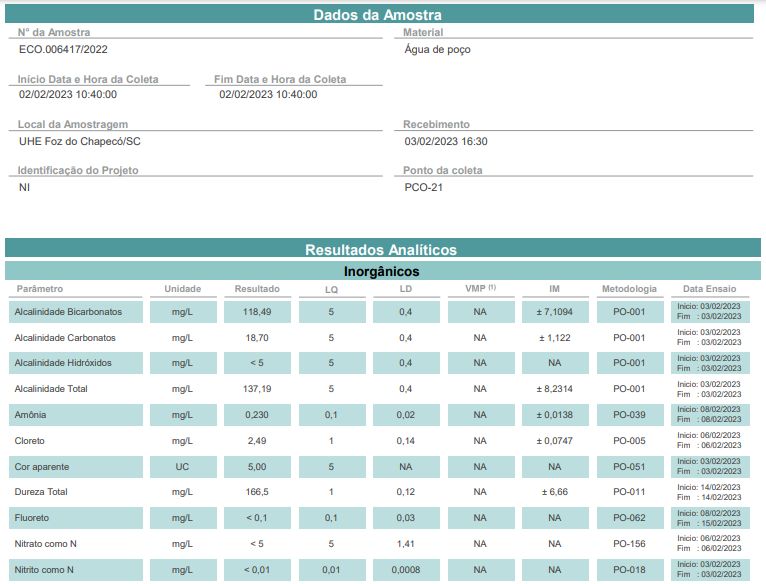 Dados da Amostra
N° da Amostra Material
ECO.006417/2022 Água de poço
Início Data e Hora da Coleta Fim Data e Hora da Coleta
02/02/2023 10:40:00 02/02/2023 10:40:00
Local da Amostragem Recebimento
UHE Foz do Chapecó/SC 03/02/2023 16:30
Identificação do Projeto Ponto da coleta
NI PCO-21
Resultados Analíticos
Inorgânicos
Parâmetro Unidade Resultado LQ LD VMP (1) IM Metodologia Data Ensaio
Alcalinidade Bicarbonatos mg/L 118,49 5 0,4 NA ± 7,1094 PO-001 Inicio: 03/02/2023
Fim : 03/02/2023
Alcalinidade Carbonatos mg/L 18,70 5 0,4 NA ± 1,122 PO-001 Inicio: 03/02/2023
Fim : 03/02/2023
Alcalinidade Hidróxidos mg/L < 5 5 0,4 NA NA PO-001 Inicio: 03/02/2023
Fim : 03/02/2023
Alcalinidade Total mg/L 137,19 5 0,4 NA ± 8,2314 PO-001 Inicio: 03/02/2023
Fim : 03/02/2023
Amônia mg/L 0,230 0,1 0,02 NA ± 0,0138 PO-039 Inicio: 08/02/2023
Fim : 08/02/2023
Cloreto mg/L 2,49 1 0,14 NA ± 0,0747 PO-005 Inicio: 06/02/2023
Fim : 06/02/2023
Cor aparente UC 5,00 5 NA NA NA PO-051 Inicio: 03/02/2023
Fim : 03/02/2023
Dureza Total mg/L 166,5 1 0,12 NA ± 6,66 PO-011 Inicio: 14/02/2023
Fim : 14/02/2023
Fluoreto mg/L < 0,1 0,1 0,03 NA NA PO-062 Inicio: 08/02/2023
Fim : 15/02/2023
Nitrato como N mg/L < 5 5 1,41 NA NA PO-156 Inicio: 06/02/2023
Fim : 06/02/2023
Nitrito como N mg/L < 0,01 0,01 0,0008 NA NA PO-018 Inicio: 03/02/2023
Fim : 03/02/2023